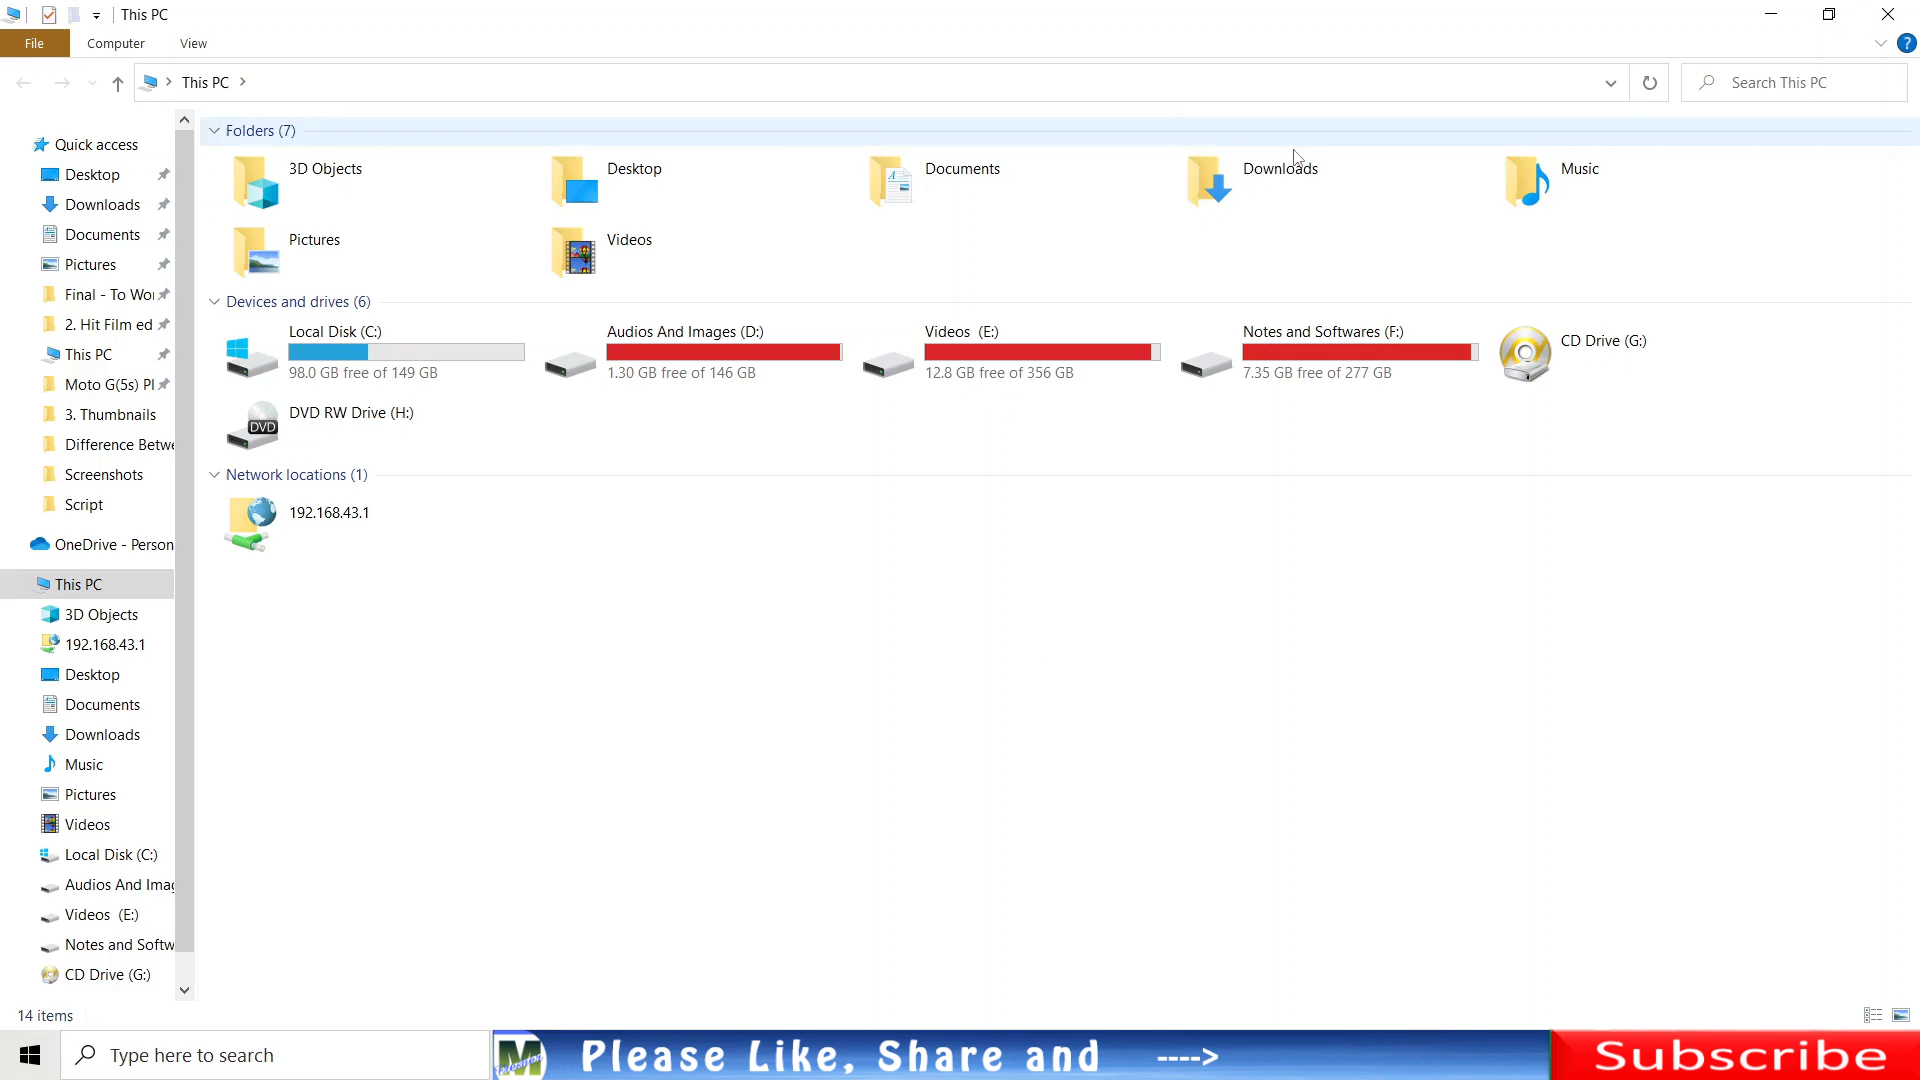 This PC
File
Computer
View
This PC
Search This PC
Quick access
Desktop
Downloads
Documents
Pictures
Final - To Wor
2. Hit Film ed
This PC
Moto G(5s) Pl
3. Thumbnails
Difference Betwe
Screenshots
Script
OneDrive - Person
This PC
3D Objects
192.168.43.1
Desktop
Documents
Downloads
Music
Pictures
Videos
Local Disk (C:)
Audios And Imag
Videos (E:)
Notes and Softw
CD Drive (G:)
Folders (7)
3D Objects
Desktop
Documents
Downloads
Music
Pictures
Videos
Devices and drives (6)
Local Disk (C:)
98.0 GB free of 149 GB
Audios And Images (D:)
1.30 GB free of 146 GB
Videos (E:)
12.8 GB free of 356 GB
Notes and Softwares (F:)
7.35 GB free of 277 GB
CD Drive (G:)
DVD
DVD RW Drive (H:)
Network locations (1)
192.168.43.1
14 items
Type here to search
Please Like, Share and ---->
Subscribe